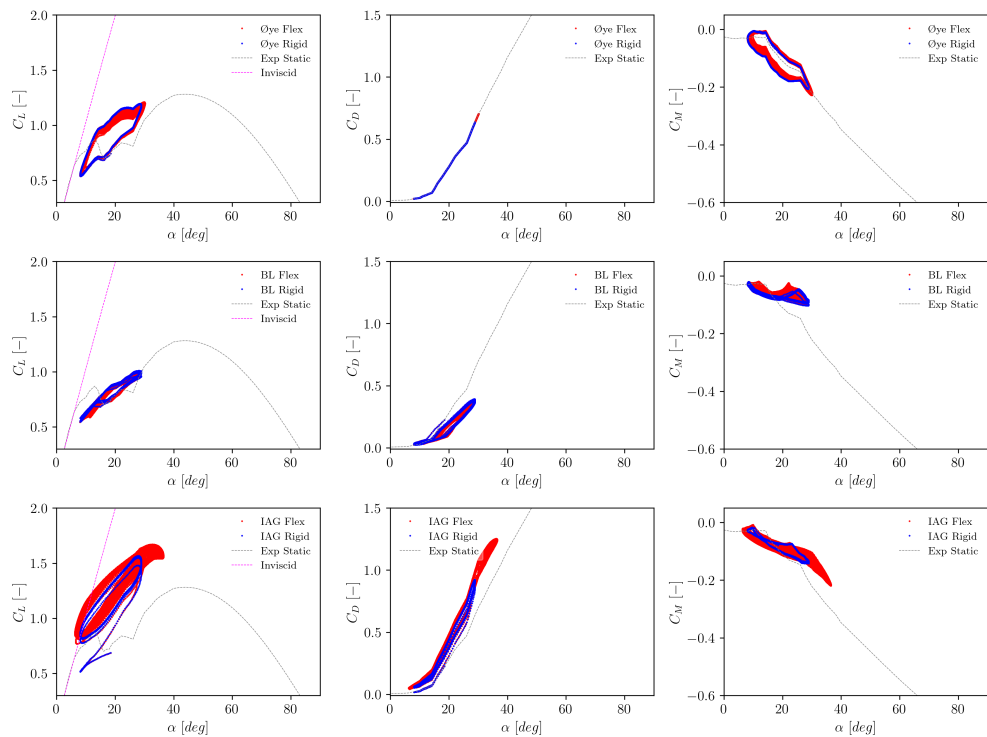 2.0
1.5
1.0
0.5
0
20
40
60
80
C_L [−]
α [deg]
Øye Flex
Øye Rigid
Exp Static
Inviscid
1.5
1.0
0.5
0.0
0
20
40
60
80
C_D [−]
α [deg]
Øye Flex
Øye Rigid
Exp Static
0.0
−0.2
−0.4
−0.6
0
20
40
60
80
C_M [−]
α [deg]
Øye Flex
Øye Rigid
Exp Static
2.0
1.5
1.0
0.5
0
20
40
60
80
C_L [−]
α [deg]
BL Flex
BL Rigid
Exp Static
Inviscid
1.5
1.0
0.5
0.0
0
20
40
60
80
C_D [−]
α [deg]
BL Flex
BL Rigid
Exp Static
0.0
−0.2
−0.4
−0.6
0
20
40
60
80
C_M [−]
α [deg]
BL Flex
BL Rigid
Exp Static
2.0
1.5
1.0
0.5
0
20
40
60
80
C_L [−]
α [deg]
IAG Flex
IAG Rigid
Exp Static
Inviscid
1.5
1.0
0.5
0.0
0
20
40
60
80
C_D [−]
α [deg]
IAG Flex
IAG Rigid
Exp Static
0.0
−0.2
−0.4
−0.6
0
20
40
60
80
C_M [−]
α [deg]
IAG Flex
IAG Rigid
Exp Static